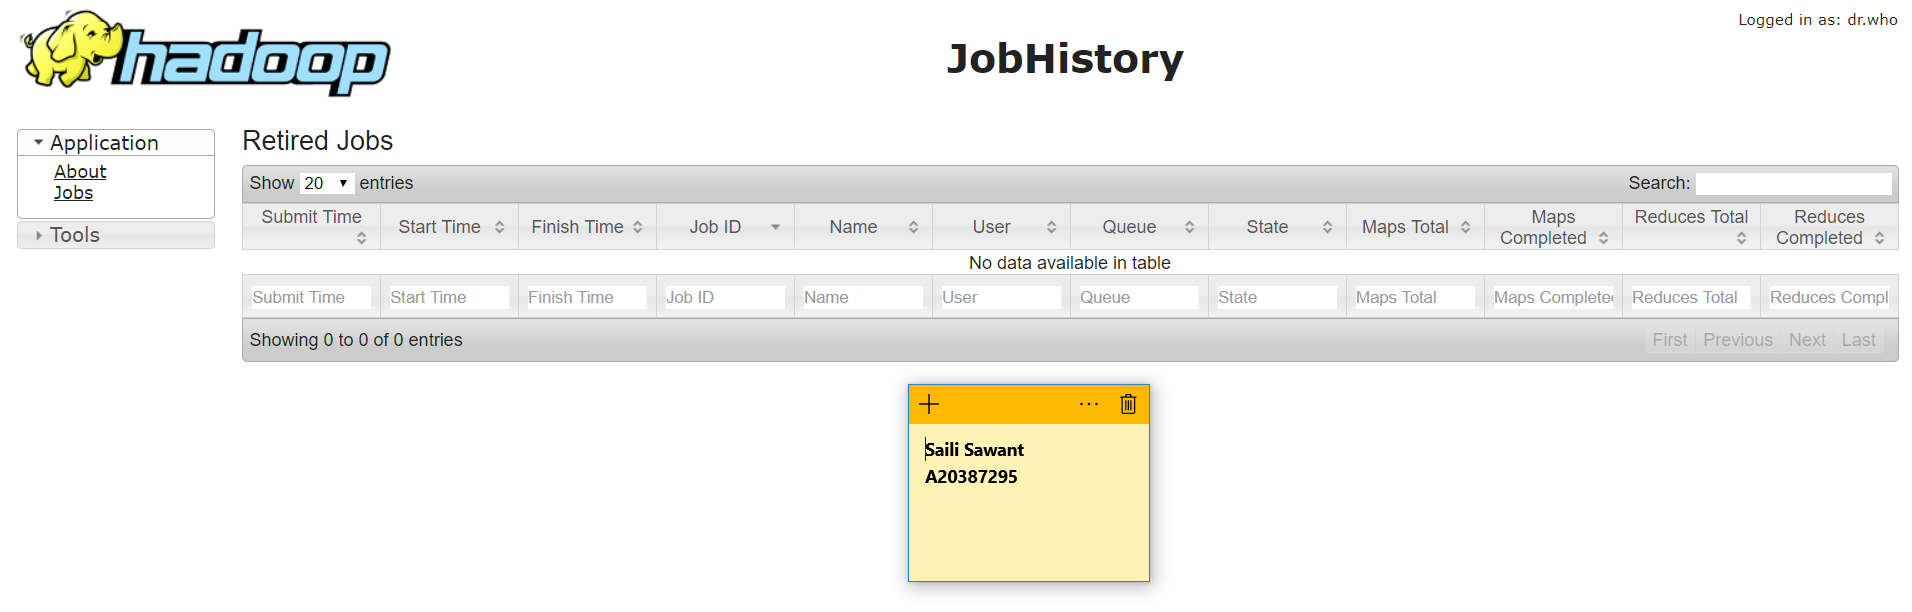 Logged in as: dr.who
hadoop
JobHistory
Application
About
Jobs
Tools
Retired Jobs
Show 20 entries
Search:
Submit Time Start Time Finish Time Job ID Name User Queue State Maps Total Maps Completed Reduces Total Reduces Completed
No data available in table
Submit Time Start Time Finish Time Job ID Name User Queue State Maps Total Maps Complete Reduces Total Reduces Compl
Showing 0 to 0 of 0 entries
First Previous Next Last
Saili Sawant
A20387295